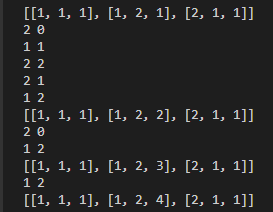 [[1, 1, 1], [1, 2, 1], [2, 1, 1]]
2 0
1 1
2 2
2 1
1 2
[[1, 1, 1], [1, 2, 2], [2, 1, 1]]
2 0
1 2
[[1, 1, 1], [1, 2, 3], [2, 1, 1]]
1 2
[[1, 1, 1], [1, 2, 4], [2, 1, 1]]